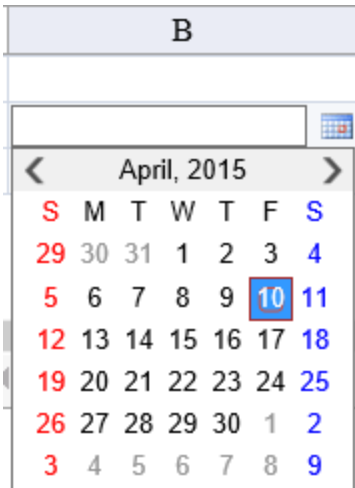 B
April, 2015
S M T W T F S
29 30 31 1 2 3 4
5 6 7 8 9 10 11
12 13 14 15 16 17 18
19 20 21 22 23 24 25
26 27 28 29 30 1 2
3 4 5 6 7 8 9